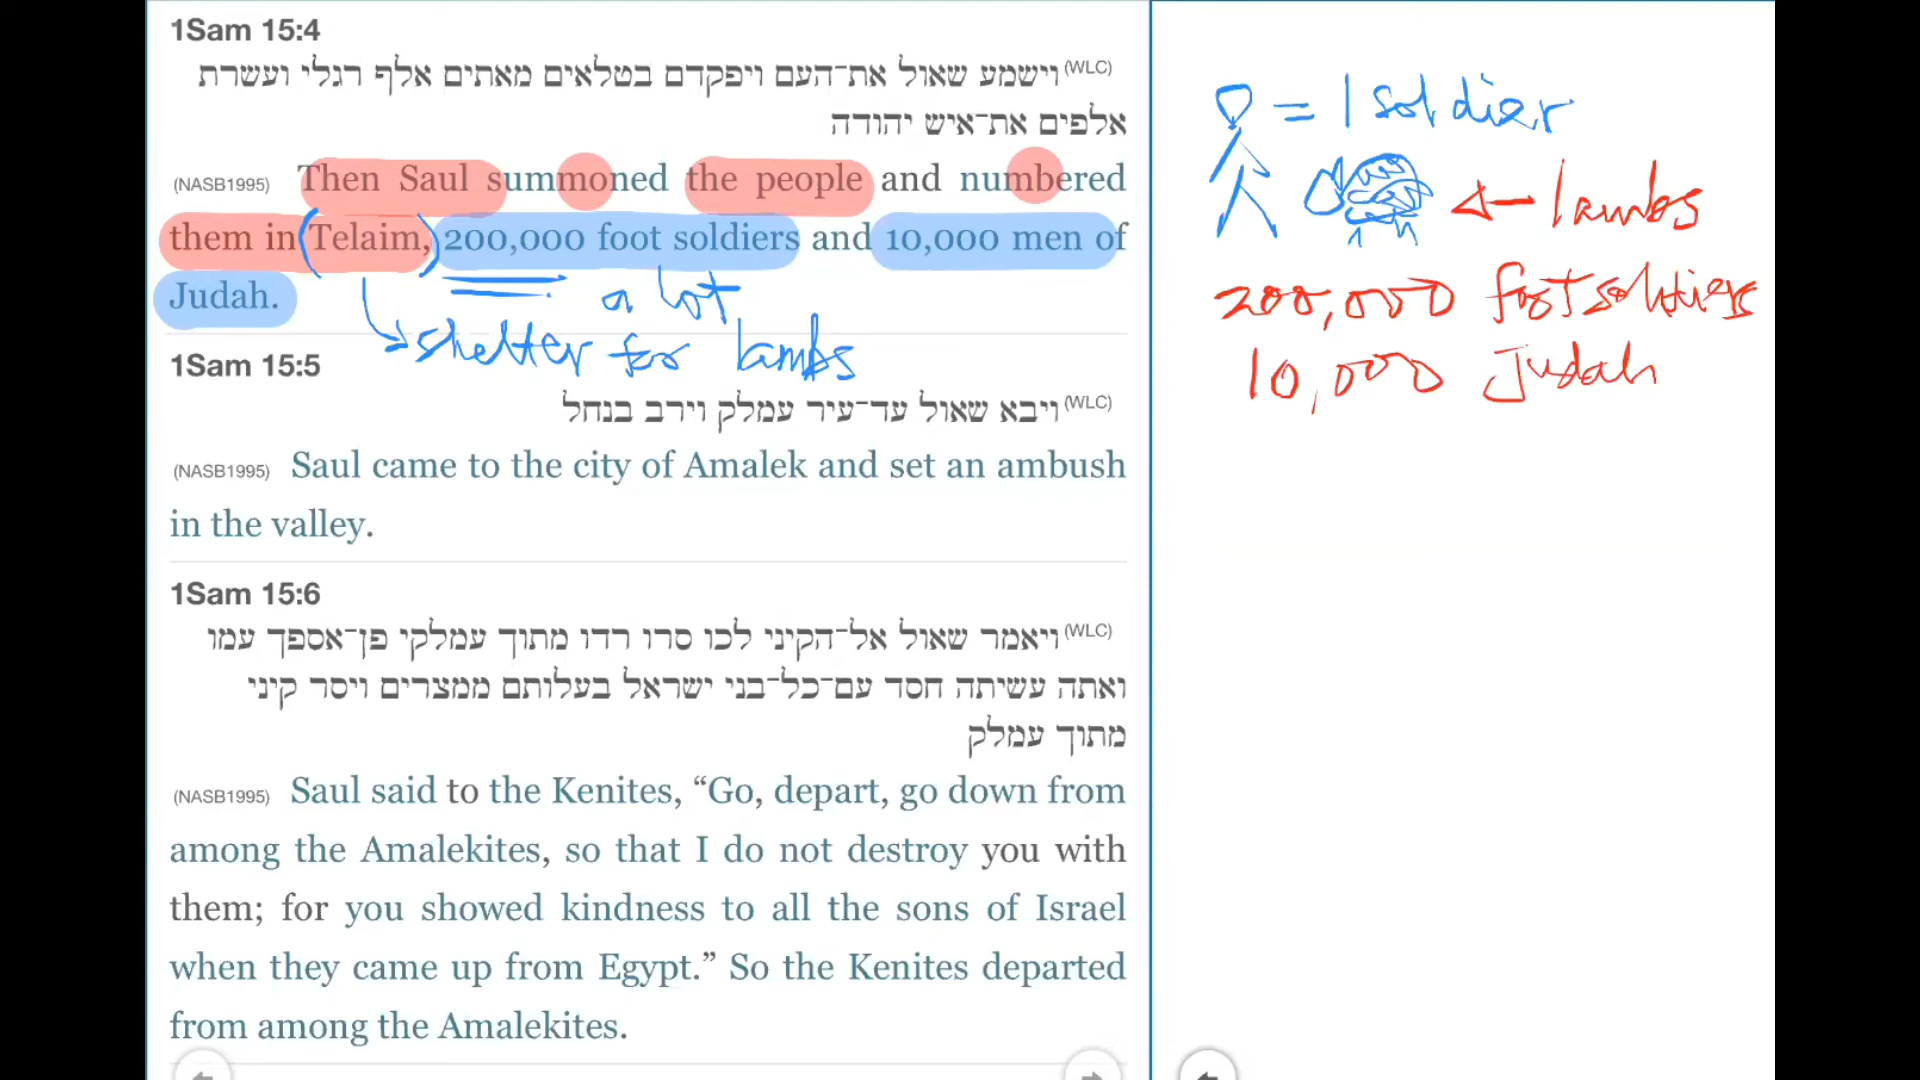 1Sam 15:4
(WLC) וישמע שאול את־העם ויפקדם בטלאים מאתים אלף רגלי ועשרת
אלפים את־איש יהודה
(NASB1995) Then Saul summoned the people and numbered
them in Telaim, 200,000 foot soldiers and 10,000 men of
Judah.
a lot
shelter for lambs
1Sam 15:5
(WLC) ויבא שאול עד־עיר עמלק וירב בנחל
(NASB1995) Saul came to the city of Amalek and set an ambush
in the valley.
1Sam 15:6
(WLC) ויאמר שאול אל־הקיני לכו סרו רדו מתוך עמלקי פן־אספך עמו
ואתה עשיתה חסד עם־כל־בני ישראל בעלותם ממצרים ויסר קיני
מתוך עמלק
(NASB1995) Saul said to the Kenites, “Go, depart, go down from
among the Amalekites, so that I do not destroy you with
them; for you showed kindness to all the sons of Israel
when they came up from Egypt.” So the Kenites departed
from among the Amalekites.
= 1 soldier
lambs
200,000 foot soldiers
10,000 Judah